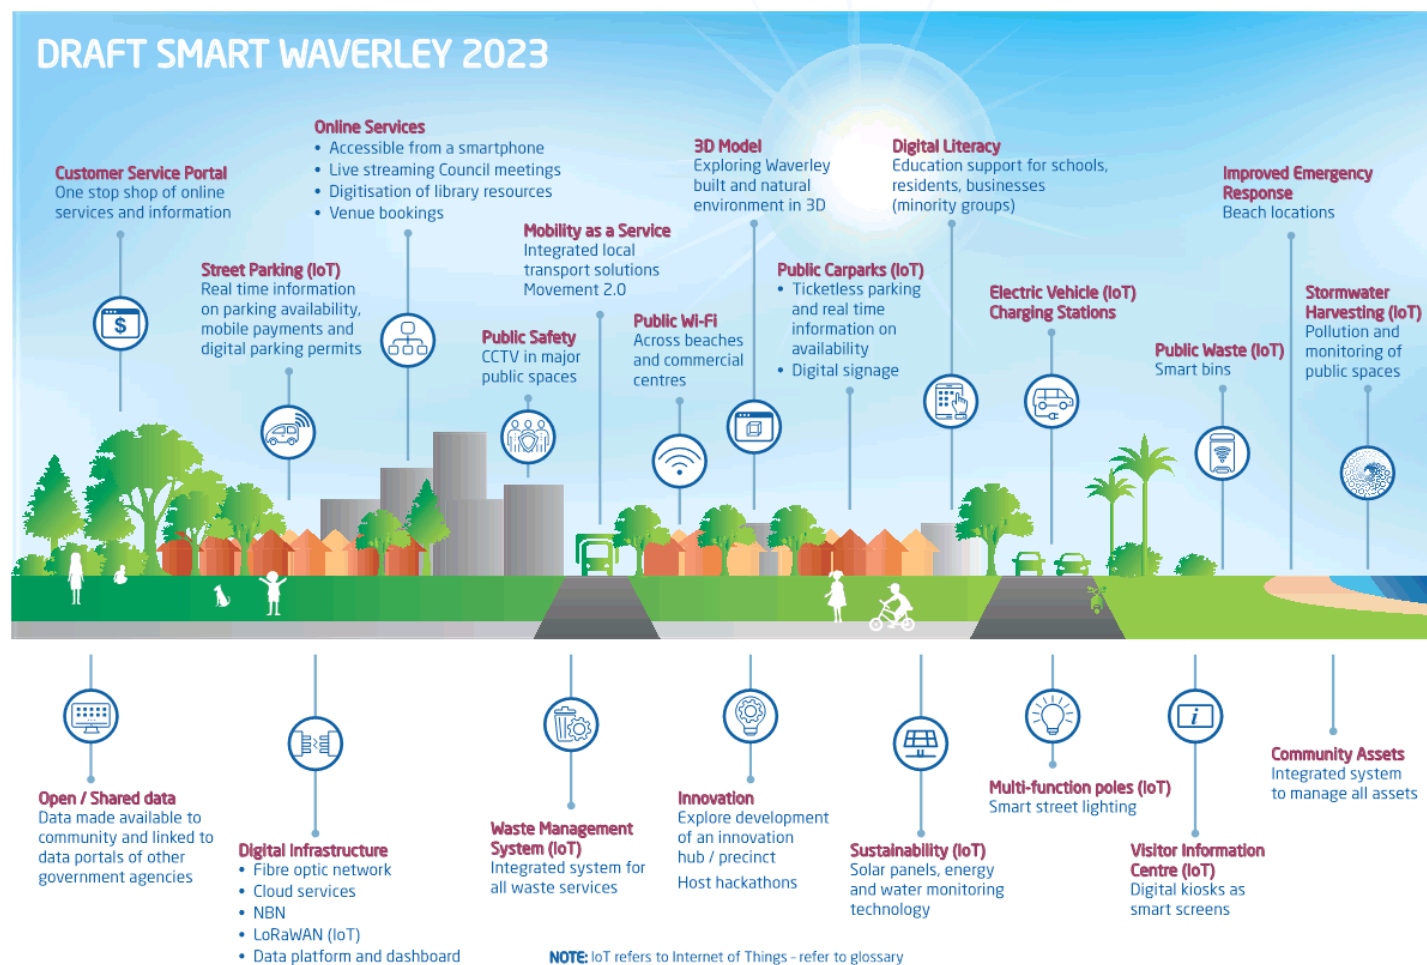 DRAFT SMART WAVERLEY 2023
Online Services
• Accessible from a smartphone
• Live streaming Council meetings
• Digitisation of library resources
• Venue bookings
Customer Service Portal
One stop shop of online
services and information
Street Parking (IoT)
Real time information
on parking availability,
mobile payments and
digital parking permits
Mobility as a Service
Integrated local
transport solutions
Movement 2.0
Public Safety
CCTV in major
public spaces
Public Wi-Fi
Across beaches
and commercial
centres
3D Model
Exploring Waverley
built and natural
environment in 3D
Public Carparks (IoT)
• Ticketless parking
and real time
information on
availability
• Digital signage
Digital Literacy
Education support for schools,
residents, businesses
(minority groups)
Electric Vehicle (IoT)
Charging Stations
Public Waste (IoT)
Smart bins
Improved Emergency
Response
Beach locations
Stormwater
Harvesting (IoT)
Pollution and
monitoring of
public spaces
$
i
Open / Shared data
Data made available to
community and linked to
data portals of other
government agencies
Digital Infrastructure
• Fibre optic network
• Cloud services
• NBN
• LoRaWAN (IoT)
• Data platform and dashboard
Waste Management
System (IoT)
Integrated system for
all waste services
Innovation
Explore development
of an innovation
hub / precinct
Host hackathons
Sustainability (IoT)
Solar panels, energy
and water monitoring
technology
Multi-function poles (IoT)
Smart street lighting
Visitor Information
Centre (IoT)
Digital kiosks as
smart screens
Community Assets
Integrated system
to manage all assets
NOTE: IoT refers to Internet of Things - refer to glossary